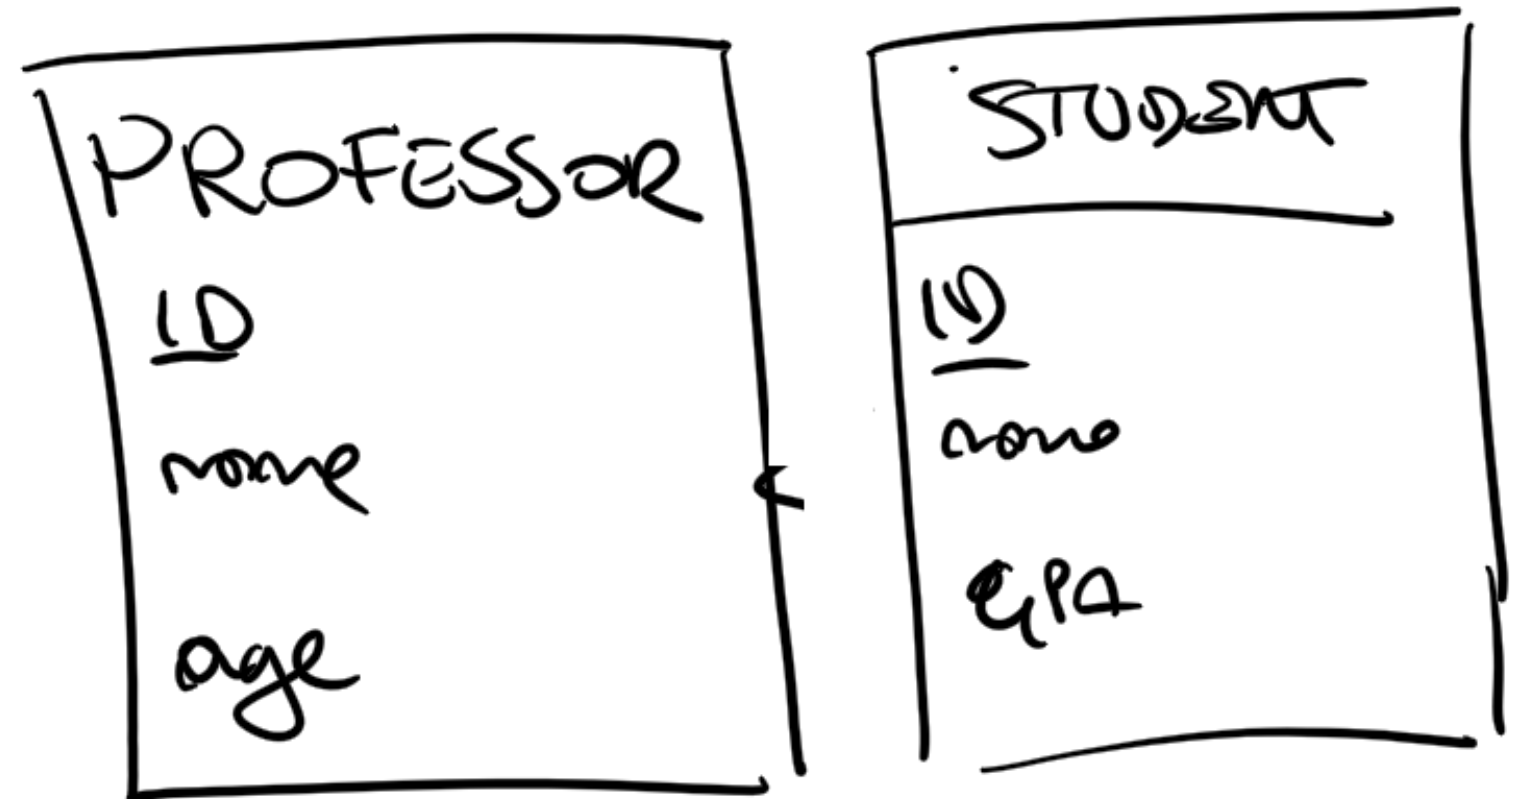 PROFESSOR
ID
name
age
STUDENT
ID
name
GPA